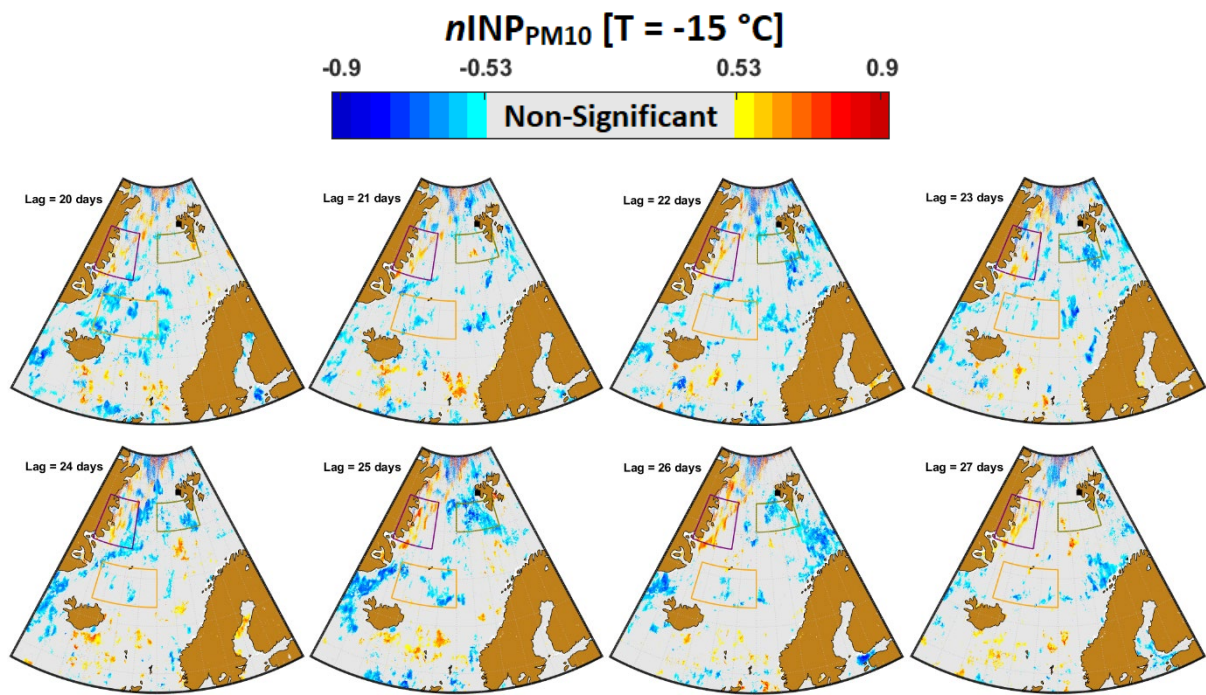 nINPPM10 [T = -15 °C]
-0.9 -0.53 0.53 0.9
Non-Significant
Lag = 20 days
Lag = 21 days
Lag = 22 days
Lag = 23 days
Lag = 24 days
Lag = 25 days
Lag = 26 days
Lag = 27 days